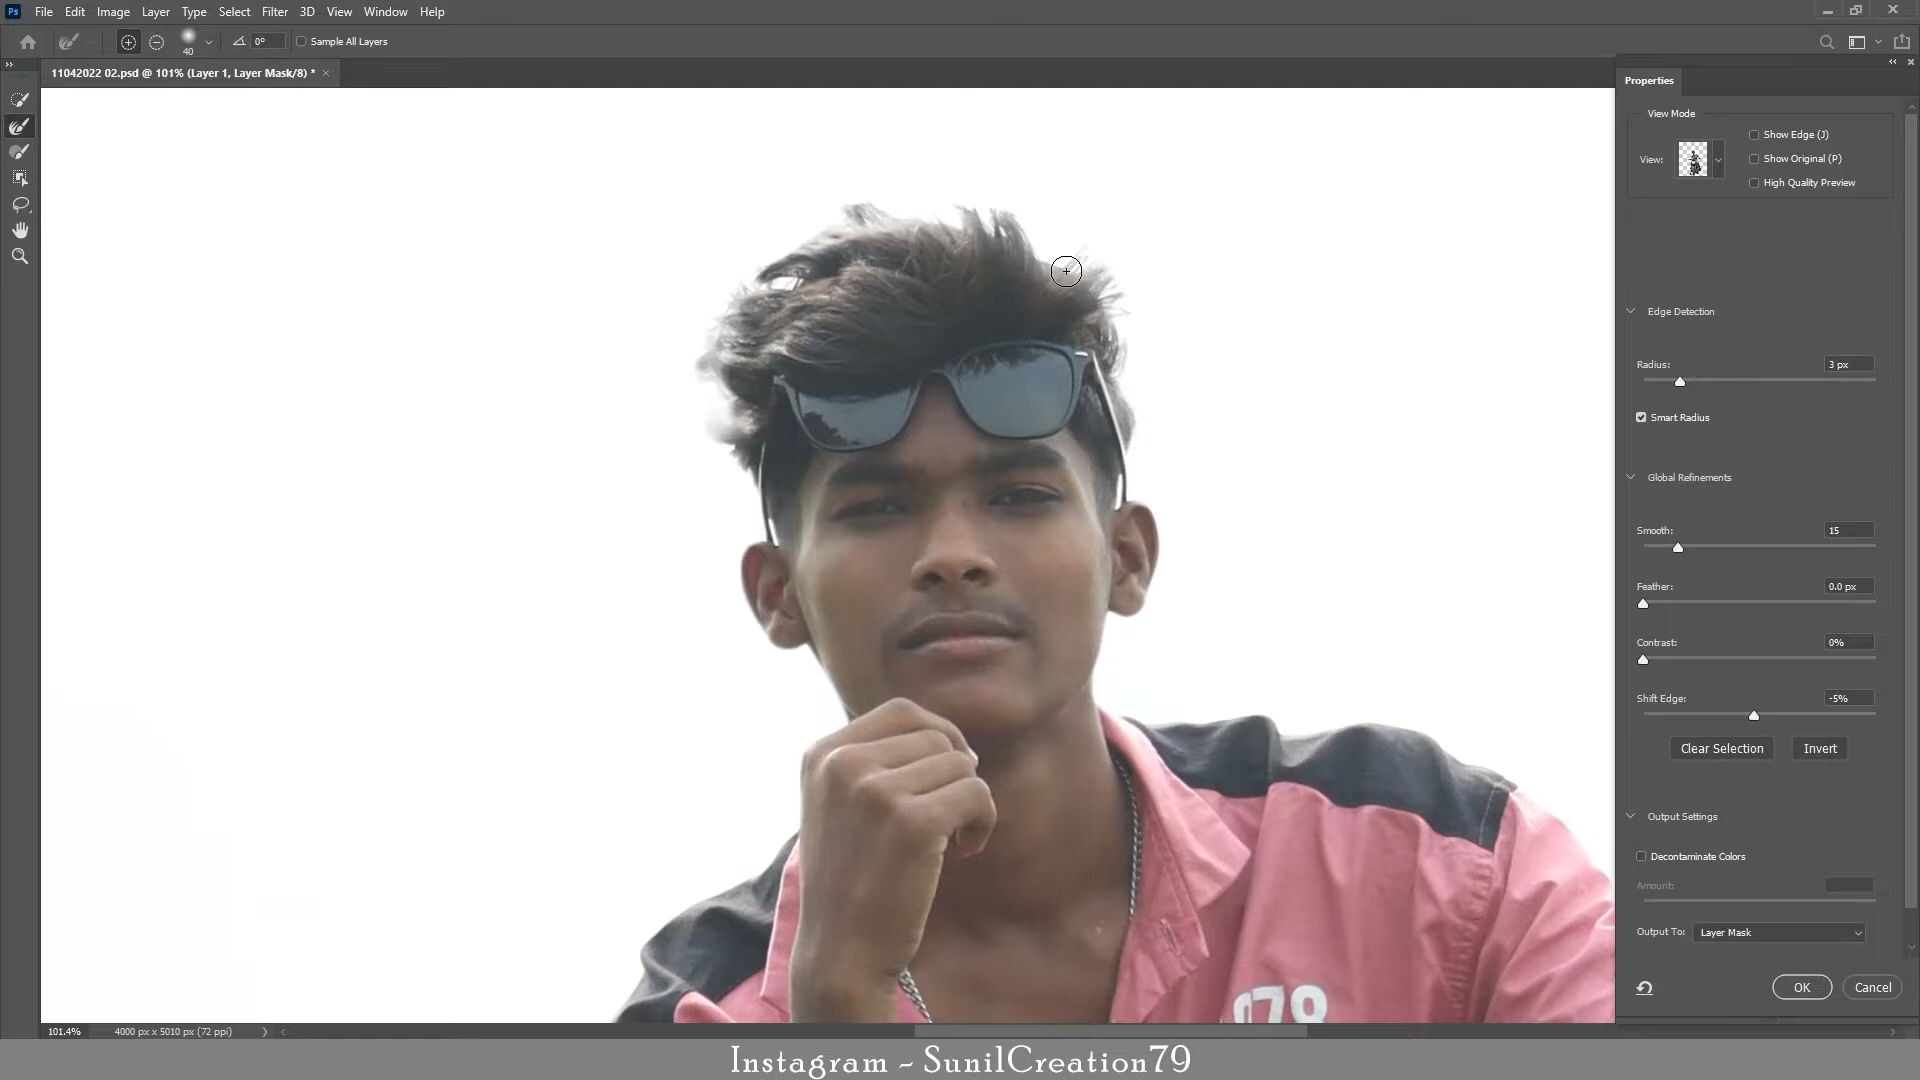 Ps File Edit Image Layer Type Select Filter 3D View Window Help
40 0° Sample All Layers
11042022 02.psd @ 101% (Layer 1, Layer Mask/8) * ×
Properties
View Mode
View:
Show Edge (J)
Show Original (P)
High Quality Preview
Edge Detection
Radius: 3 px
Smart Radius
Global Refinements
Smooth: 15
Feather: 0.0 px
Contrast: 0%
Shift Edge: -5%
Clear Selection Invert
Output Settings
Decontaminate Colors
Amount:
Output To: Layer Mask
OK Cancel
978
101.4% 4000 px x 5010 px (72 ppi)
Instagram - SunilCreation79